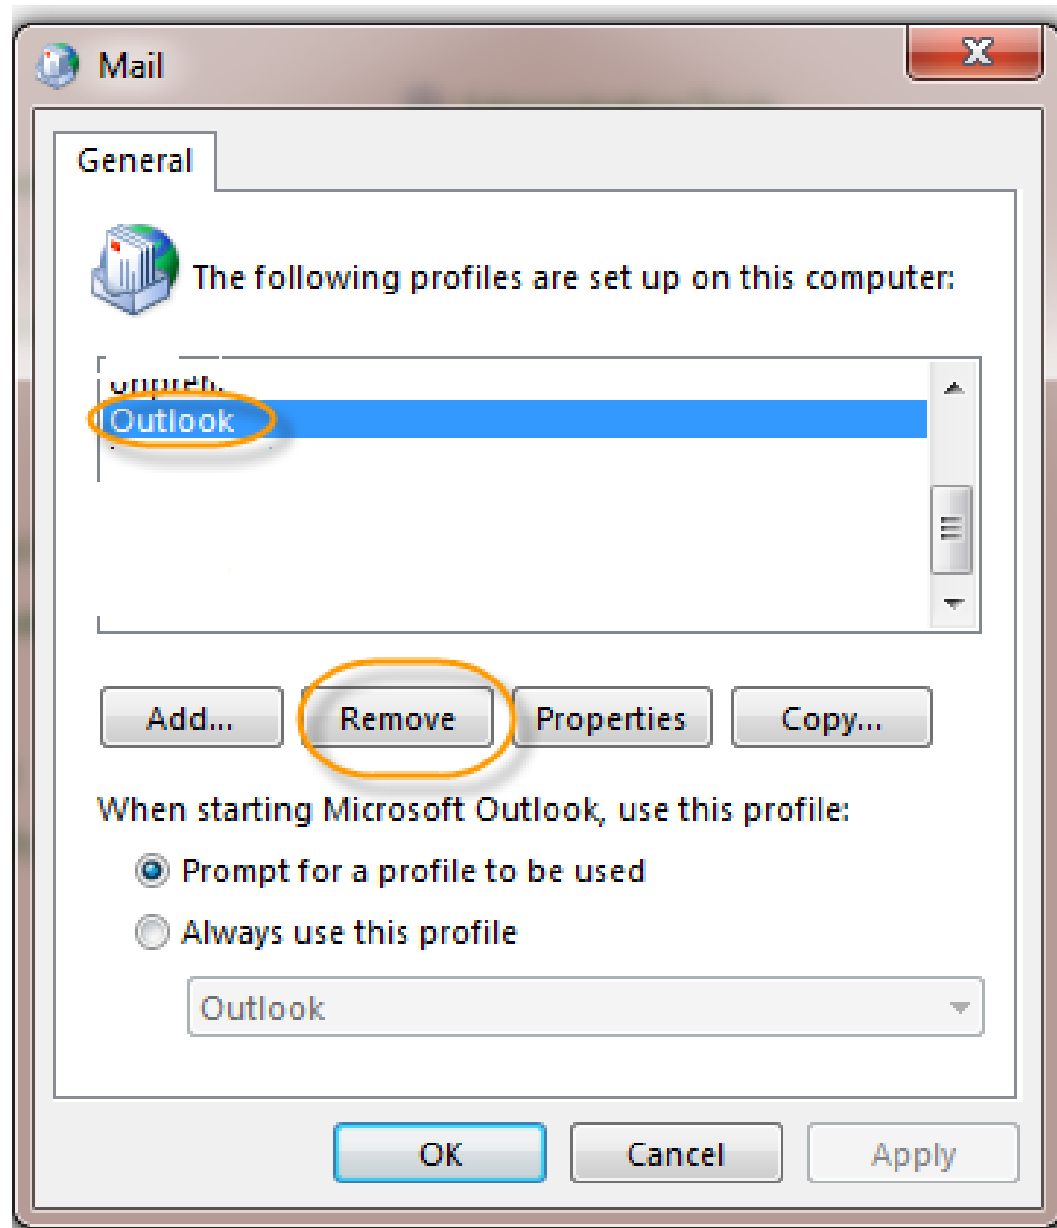 Mail
General
The following profiles are set up on this computer:
Outlook
Add... Remove Properties Copy...
When starting Microsoft Outlook, use this profile:
Prompt for a profile to be used
Always use this profile
Outlook
OK Cancel Apply